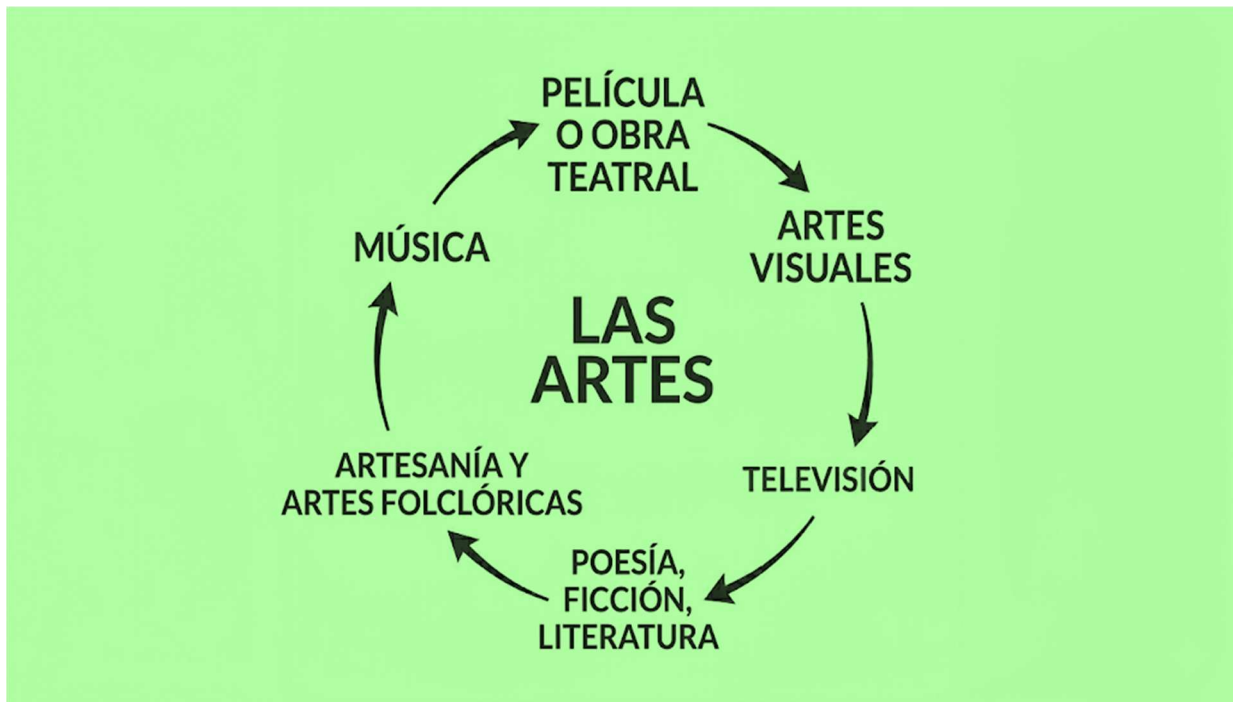 PELÍCULA
O OBRA
TEATRAL
ARTES
VISUALES
MÚSICA
LAS
ARTES
TELEVISIÓN
POESÍA,
FICCIÓN,
LITERATURA
ARTESANÍA Y
ARTES FOLCLÓRICAS